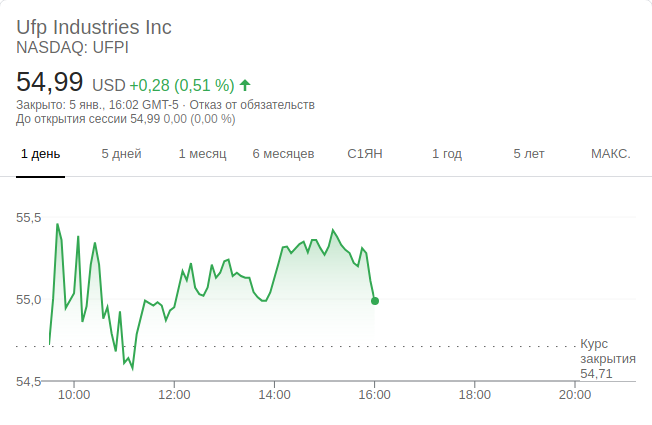 Ufp Industries Inc
NASDAQ: UFPI
54,99 USD +0,28 (0,51 %)
Закрыто: 5 янв., 16:02 GMT-5 · Отказ от обязательств
До открытия сессии 54,99 0,00 (0,00 %)
1 день 5 дней 1 месяц 6 месяцев С1ЯН 1 год 5 лет МАКС.
55,5
55,0
Курс
закрытия
54,71
54,5
10:00 12:00 14:00 16:00 18:00 20:00